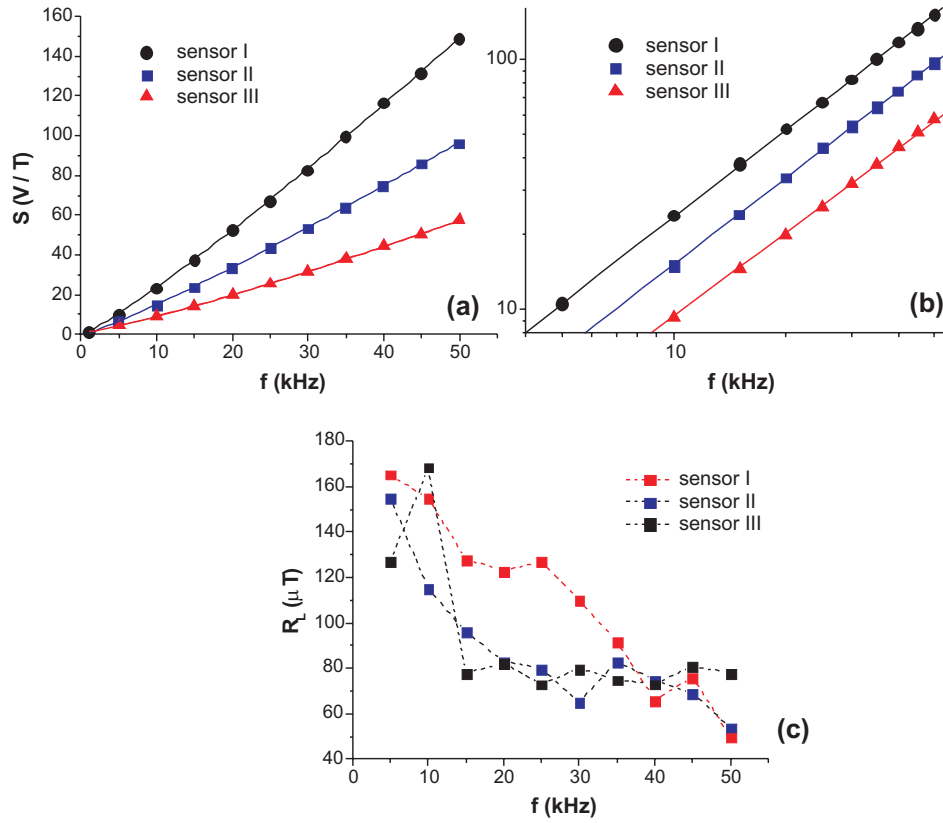 160
140
120
100
80
60
40
20
0
S (V / T)
sensor I
sensor II
sensor III
(a)
0 10 20 30 40 50
f (kHz)
100
10
sensor I
sensor II
sensor III
(b)
10
f (kHz)
180
160
140
120
100
80
60
40
R_L (μ T)
sensor I
sensor II
sensor III
(c)
0 10 20 30 40 50
f (kHz)